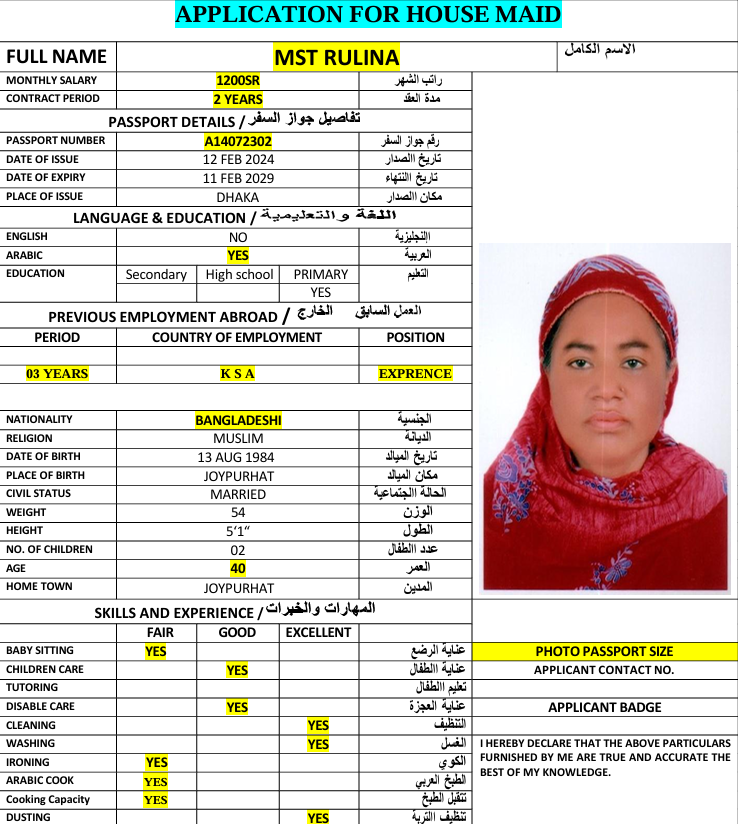 APPLICATION FOR HOUSE MAID
FULL NAME MST RULINA الاسم الكامل
MONTHLY SALARY 1200SR راتب الشهر
CONTRACT PERIOD 2 YEARS مدة العقد
PASSPORT DETAILS / تفاصيل جواز السفر
PASSPORT NUMBER A14072302 رقم جواز السفر
DATE OF ISSUE 12 FEB 2024 تاريخ االصدار
DATE OF EXPIRY 11 FEB 2029 تاريخ االنتهاء
PLACE OF ISSUE DHAKA مكان االصدار
LANGUAGE & EDUCATION / اللغة والتعليمية
ENGLISH NO اإلنجليزية
ARABIC YES العربية
EDUCATION Secondary High school PRIMARY التعليم
YES
PREVIOUS EMPLOYMENT ABROAD / العمل السابق الخارج
PERIOD COUNTRY OF EMPLOYMENT POSITION
03 YEARS K S A EXPRENCE
NATIONALITY BANGLADESHI الجنسية
RELIGION MUSLIM الديانة
DATE OF BIRTH 13 AUG 1984 تاريخ الميالد
PLACE OF BIRTH JOYPURHAT مكان الميالد
CIVIL STATUS MARRIED الحالة االجتماعية
WEIGHT 54 الوزن
HEIGHT 5‘1“ الطول
NO. OF CHILDREN 02 عدد االطفال
AGE 40 العمر
HOME TOWN JOYPURHAT المدين
SKILLS AND EXPERIENCE / المهارات والخبرات
FAIR GOOD EXCELLENT
BABY SITTING YES عناية الرضع
CHILDREN CARE YES عناية االطفال
TUTORING تعليم االطفال
DISABLE CARE YES عناية العجزة
CLEANING YES التنظيف
WASHING YES الغسل
IRONING YES الكوي
ARABIC COOK YES الطبخ العربي
Cooking Capacity YES تتقبل الطبخ
DUSTING YES تنظيف االتربة
PHOTO PASSPORT SIZE
APPLICANT CONTACT NO.
APPLICANT BADGE
I HEREBY DECLARE THAT THE ABOVE PARTICULARS
FURNISHED BY ME ARE TRUE AND ACCURATE THE
BEST OF MY KNOWLEDGE.